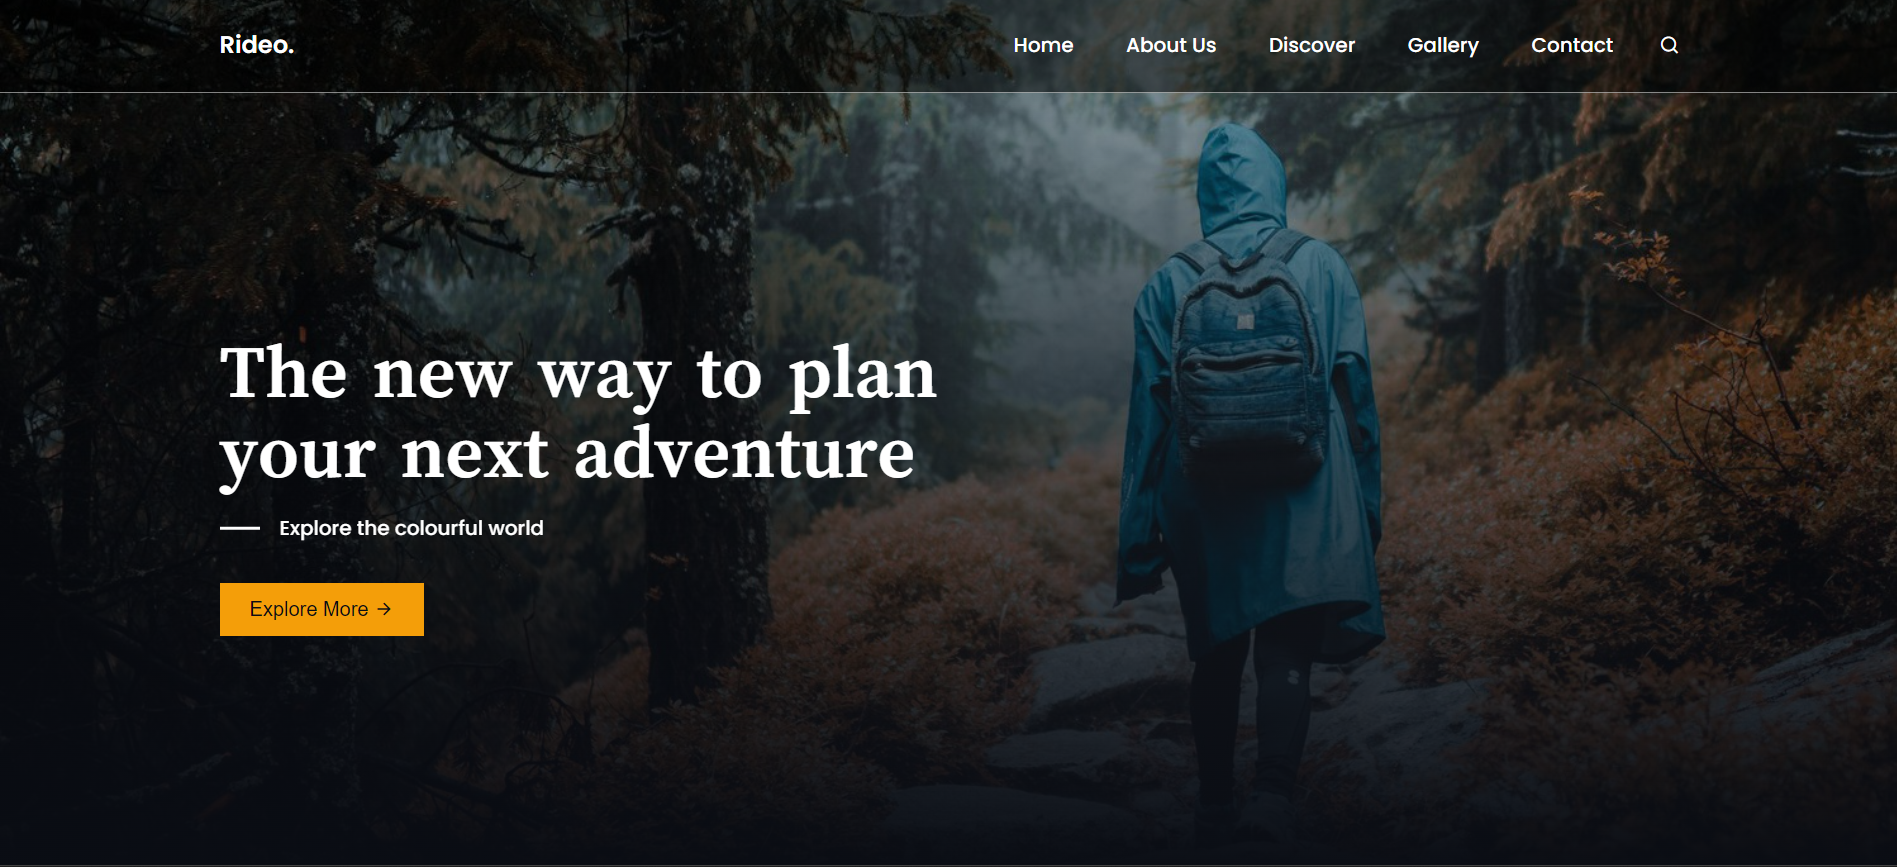 Rideo.
Home About Us Discover Gallery Contact
The new way to plan
your next adventure
Explore the colourful world
Explore More →